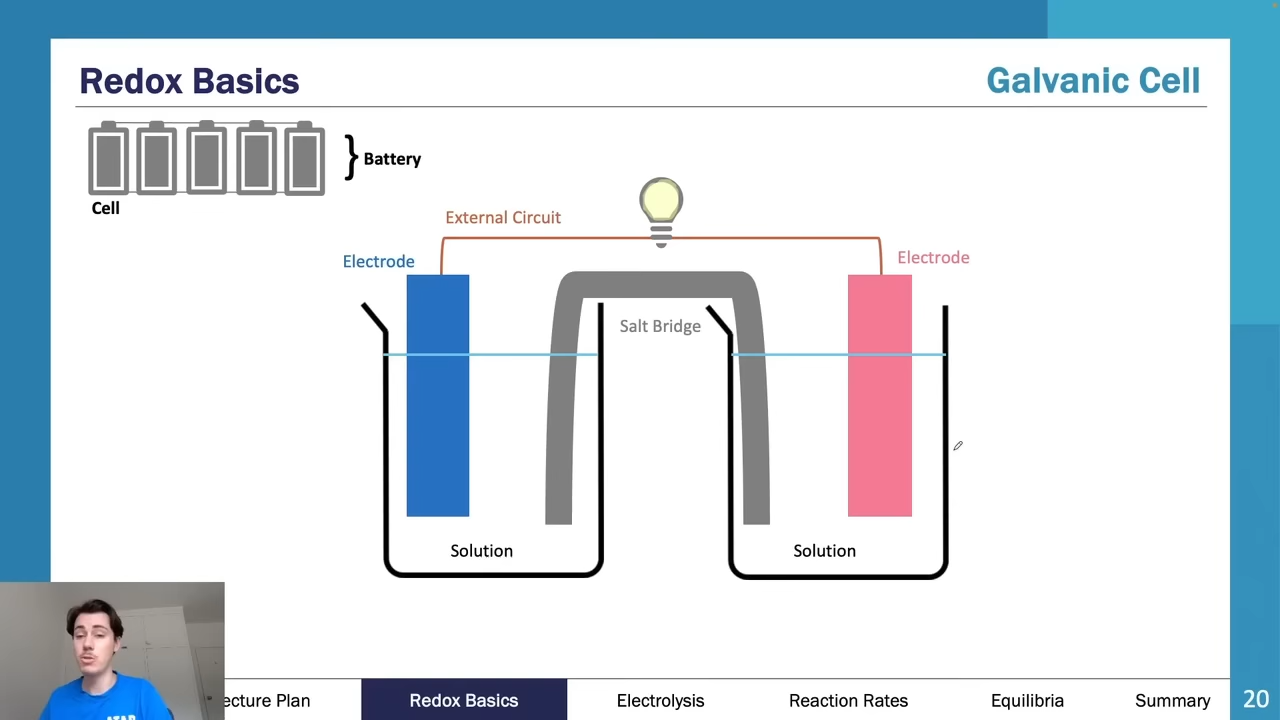 Redox Basics
Galvanic Cell
} Battery
Cell
External Circuit
Electrode
Electrode
Salt Bridge
Solution
Solution
ecture Plan
Redox Basics
Electrolysis
Reaction Rates
Equilibria
Summary
20